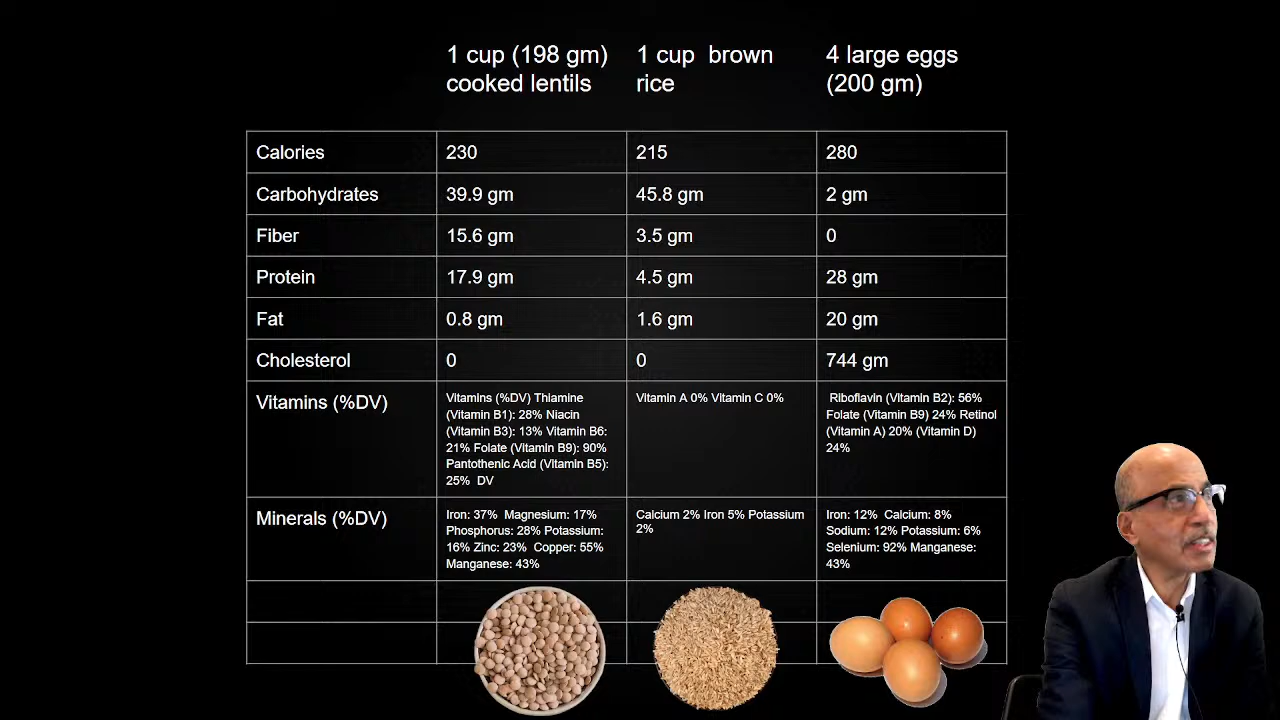 1 cup (198 gm)
cooked lentils
1 cup brown
rice
4 large eggs
(200 gm)
Calories
230
215
280
Carbohydrates
39.9 gm
45.8 gm
2 gm
Fiber
15.6 gm
3.5 gm
0
Protein
17.9 gm
4.5 gm
28 gm
Fat
0.8 gm
1.6 gm
20 gm
Cholesterol
0
0
744 gm
Vitamins (%DV)
Vitamins (%DV) Thiamine
(Vitamin B1): 28% Niacin
(Vitamin B3): 13% Vitamin B6:
21% Folate (Vitamin B9): 90%
Pantothenic Acid (Vitamin B5):
25% DV
Vitamin A 0% Vitamin C 0%
Riboflavin (Vitamin B2): 56%
Folate (Vitamin B9) 24% Retinol
(Vitamin A) 20% (Vitamin D)
24%
Minerals (%DV)
Iron: 37% Magnesium: 17%
Phosphorus: 28% Potassium:
16% Zinc: 23% Copper: 55%
Manganese: 43%
Calcium 2% Iron 5% Potassium
2%
Iron: 12% Calcium: 8%
Sodium: 12% Potassium: 6%
Selenium: 92% Manganese:
43%